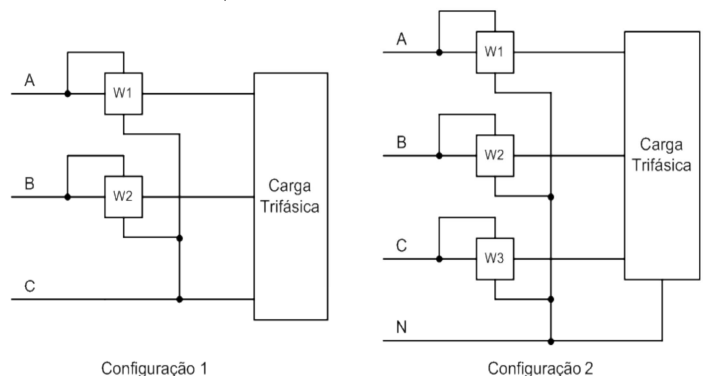 A
W1
B
W2
C
Carga
Trifásica
Configuração 1
A
W1
B
W2
C
W3
N
Carga
Trifásica
Configuração 2